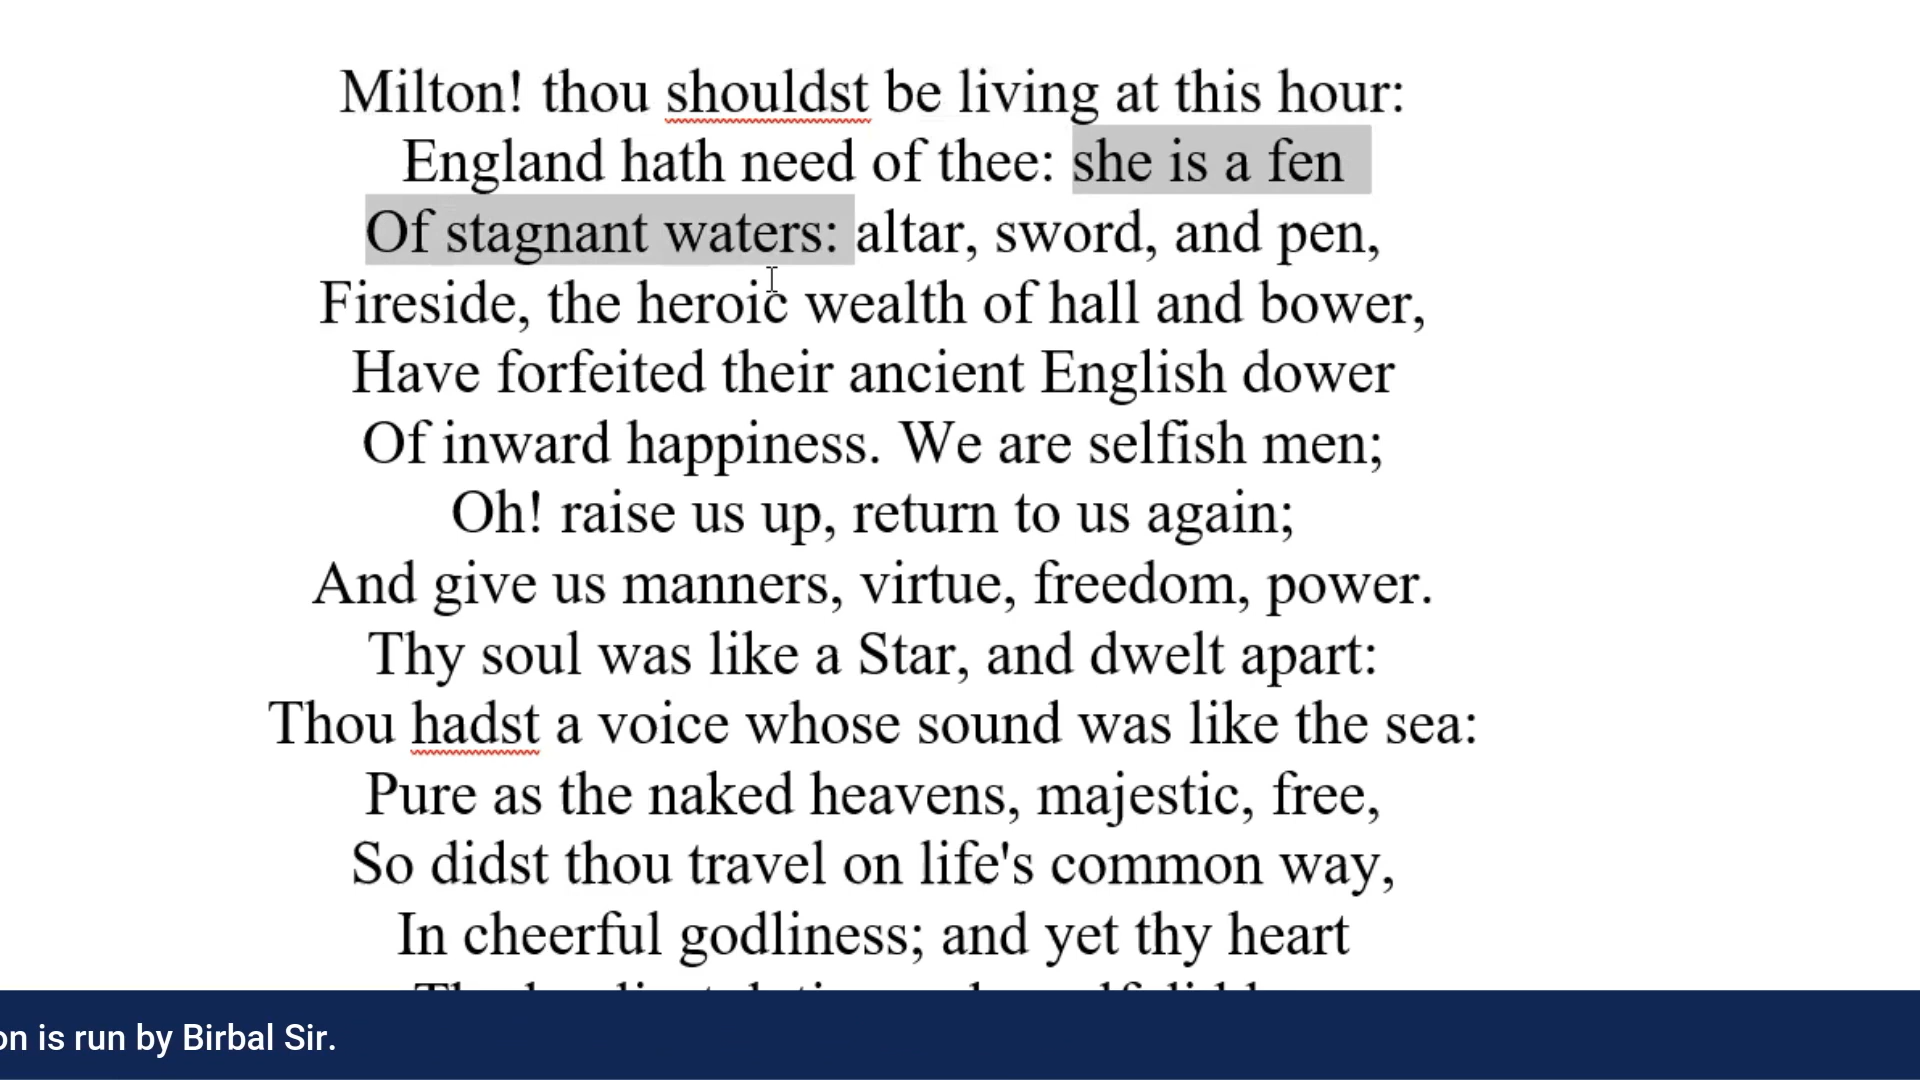 Milton! thou shouldst be living at this hour:
England hath need of thee: she is a fen
Of stagnant waters: altar, sword, and pen,
Fireside, the heroic wealth of hall and bower,
Have forfeited their ancient English dower
Of inward happiness. We are selfish men;
Oh! raise us up, return to us again;
And give us manners, virtue, freedom, power.
Thy soul was like a Star, and dwelt apart:
Thou hadst a voice whose sound was like the sea:
Pure as the naked heavens, majestic, free,
So didst thou travel on life's common way,
In cheerful godliness; and yet thy heart
on is run by Birbal Sir.